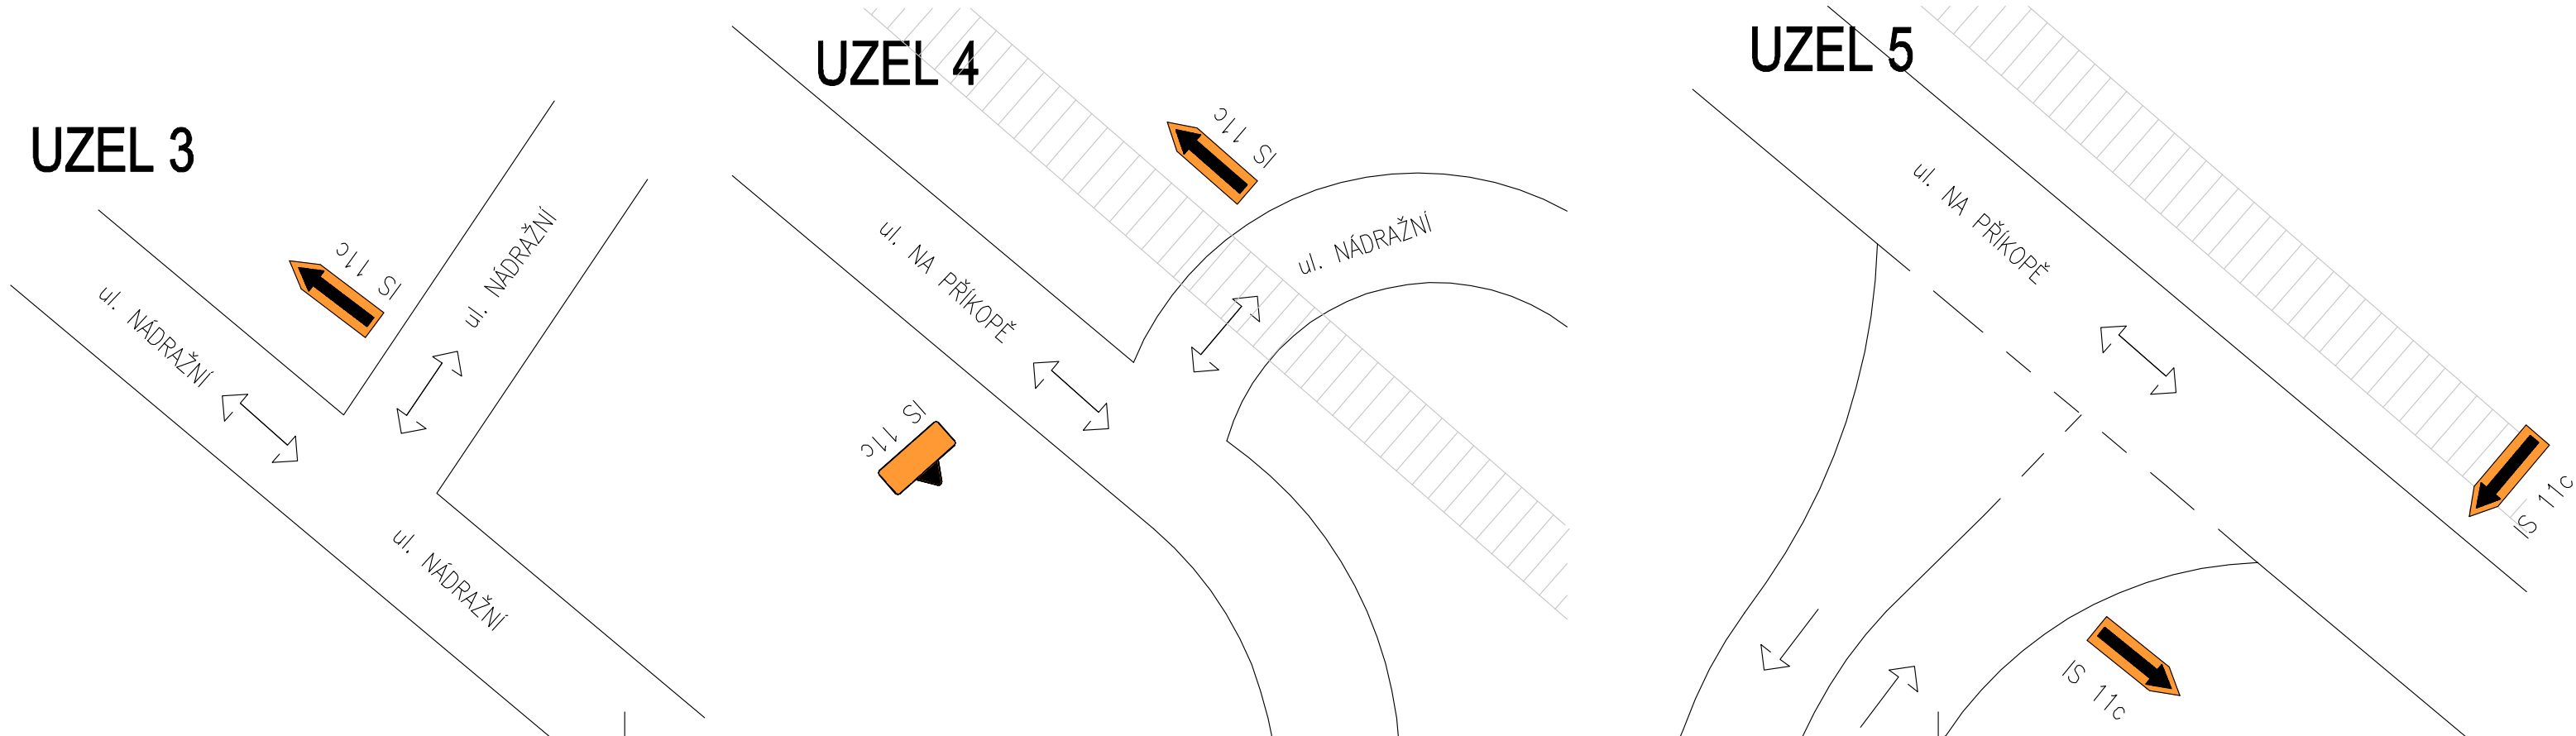 UZEL 3
IS 11c
ul. NÁDRAŽNÍ
ul. NÁDRAŽNÍ
ul. NÁDRAŽNÍ
UZEL 4
IS 11c
ul. NÁDRAŽNÍ
ul. NA PŘÍKOPĚ
IS 11c
UZEL 5
ul. NA PŘÍKOPĚ
IS 11c
IS 11c